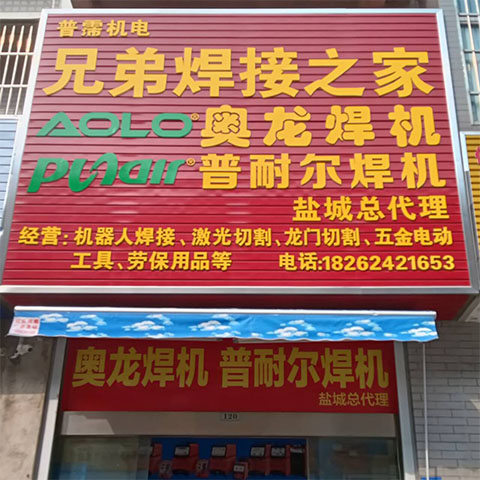 普霈机电
兄弟焊接之家
AOLO® 奥龙焊机
punair® 普耐尔焊机
盐城总代理
经营:机器人焊接、激光切割、龙门切割、五金电动
工具、劳保用品等 电话:18262421653
奥龙焊机 普耐尔焊机
盐城总代理
120